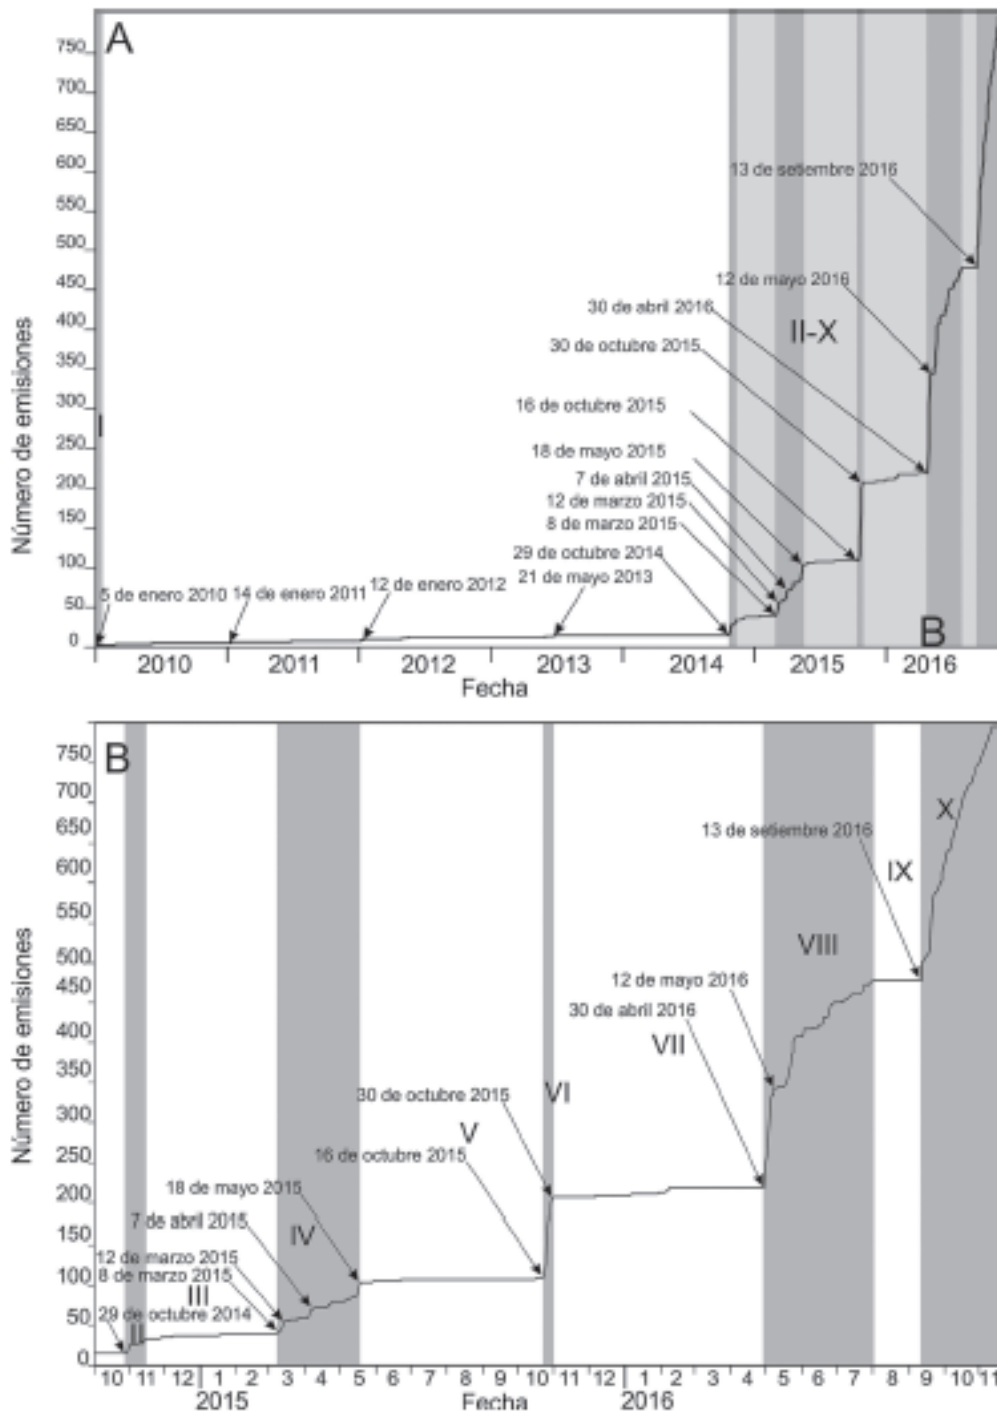 A
750
700
650
600
550
500
450
400
350
300
250
200
150
100
50
0
Número de emisiones
I
13 de setiembre 2016
12 de mayo 2016
30 de abril 2016
II-X
30 de octubre 2015
16 de octubre 2015
18 de mayo 2015
7 de abril 2015
12 de marzo 2015
8 de marzo 2015
29 de octubre 2014
21 de mayo 2013
12 de enero 2012
14 de enero 2011
5 de enero 2010
B
2010 2011 2012 2013 2014 2015 2016
Fecha
B
750
700
650
600
550
500
450
400
350
300
250
200
150
100
50
0
Número de emisiones
X
13 de setiembre 2016
IX
VIII
12 de mayo 2016
30 de abril 2016
VII
30 de octubre 2015
VI
V
16 de octubre 2015
18 de mayo 2015
7 de abril 2015
IV
12 de marzo 2015
8 de marzo 2015
III
29 de octubre 2014
II
10 11 12 1 2 3 4 5 6 7 8 9 10 11 12 1 2 3 4 5 6 7 8 9 10 11
2015 Fecha 2016